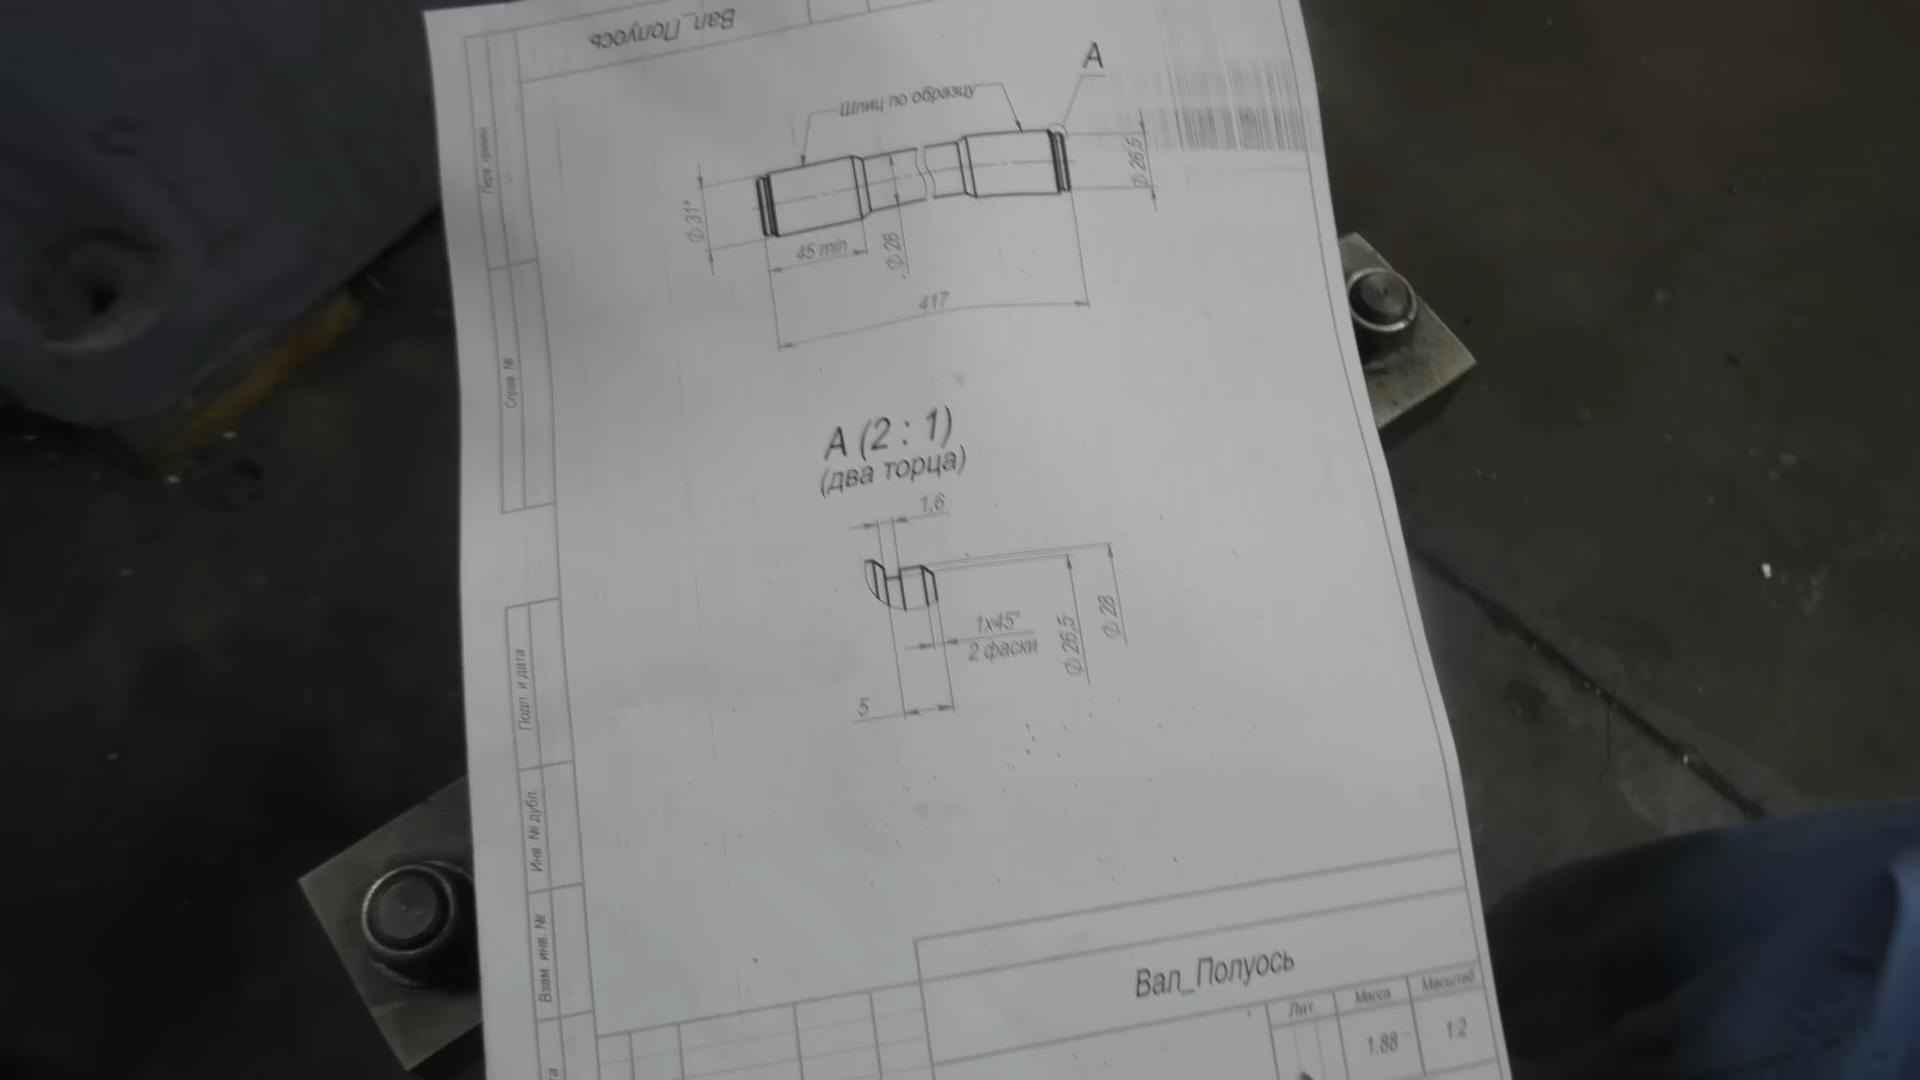 Вал_Полуось
Перв. примен.
А
Шлиц по образцу
⌀ 26,5
⌀ 31*
45 min
⌀ 26
417
Справ. №
А (2 : 1)
(два торца)
1,6
1x45°
2 фаски
⌀ 26,5
⌀ 28
5
Подп. и дата
Инв. № дубл.
Взам. инв. №
Вал_Полуось
Лит.
Масса
Масштаб
1.88
1:2